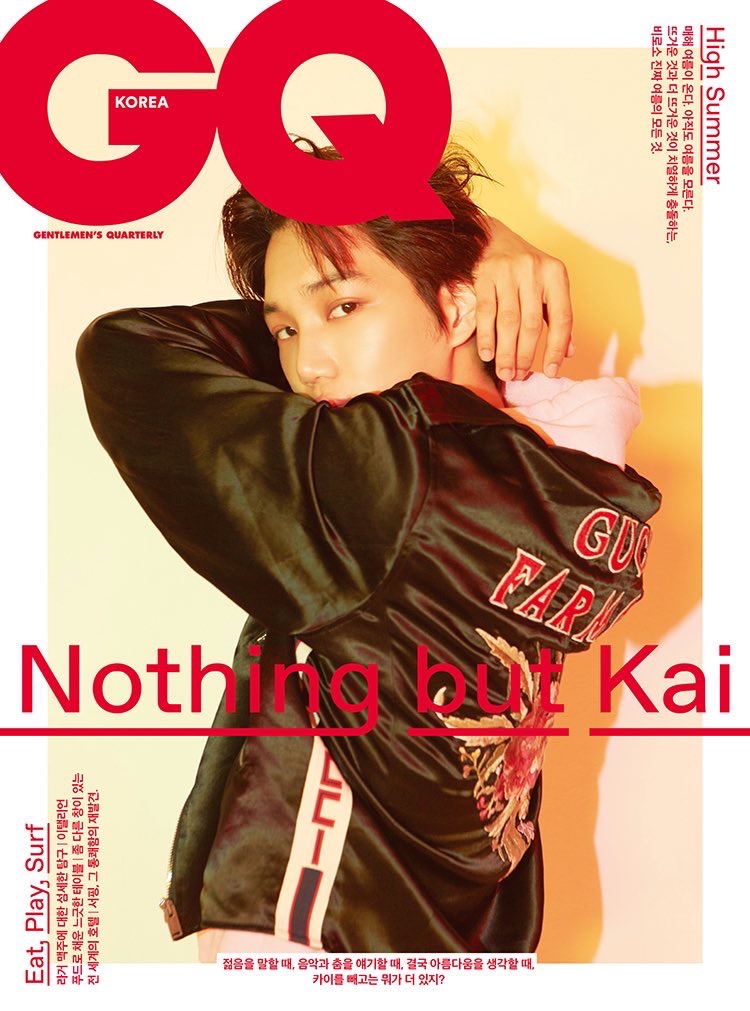 GQ
KOREA
GENTLEMEN'S QUARTERLY
High Summer
매해 여름이 온다. 아직도 여름을 모른다.
뜨거운 것과 더 뜨거운 것이 치열하게 충돌하는,
비로소 진짜 여름의 모든 것.
GUC
FARM
Nothing but Kai
CCI
Eat, Play, Surf
라거 맥주에 대한 섬세한 탐구 | 이탤리언
푸드로 채운 느긋한 테이블 | 좀 다른 창이 있는
전 세계의 호텔 | 서핑, 그 통쾌함의 재발견.
젊음을 말할 때, 음악과 춤을 얘기할 때, 결국 아름다움을 생각할 때,
카이를 빼고는 뭐가 더 있지?